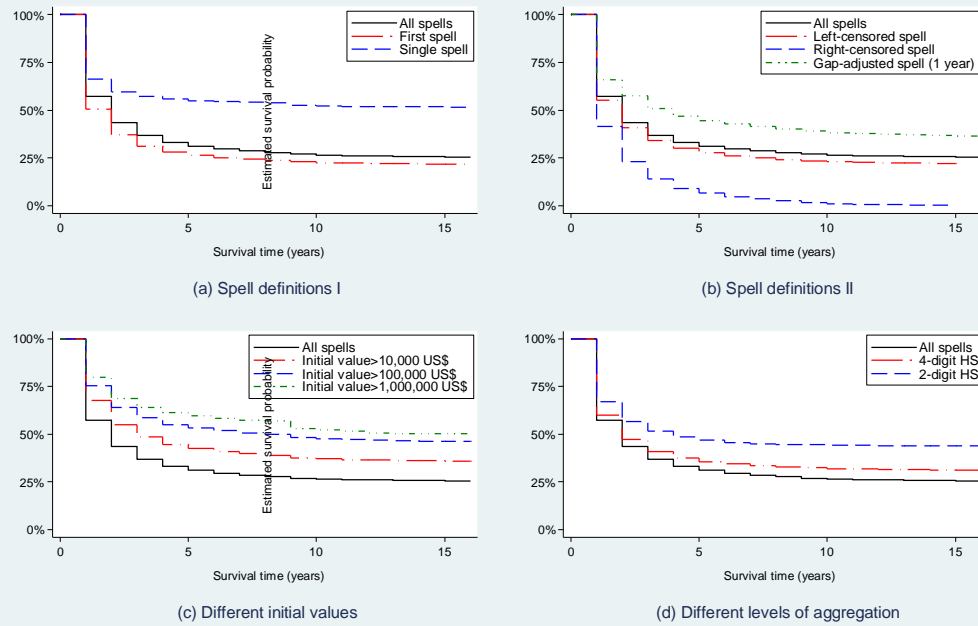 100%
75%
50%
25%
0%
All spells
First spell
Single spell
Estimated survival probability
0 5 10 15
Survival time (years)
(a) Spell definitions I
100%
75%
50%
25%
0%
All spells
Left-censored spell
Right-censored spell
Gap-adjusted spell (1 year)
0 5 10 15
Survival time (years)
(b) Spell definitions II
100%
75%
50%
25%
0%
All spells
Initial value>10,000 US$
Initial value>100,000 US$
Initial value>1,000,000 US$
Estimated survival probability
0 5 10 15
Survival time (years)
(c) Different initial values
100%
75%
50%
25%
0%
All spells
4-digit HS
2-digit HS
0 5 10 15
Survival time (years)
(d) Different levels of aggregation